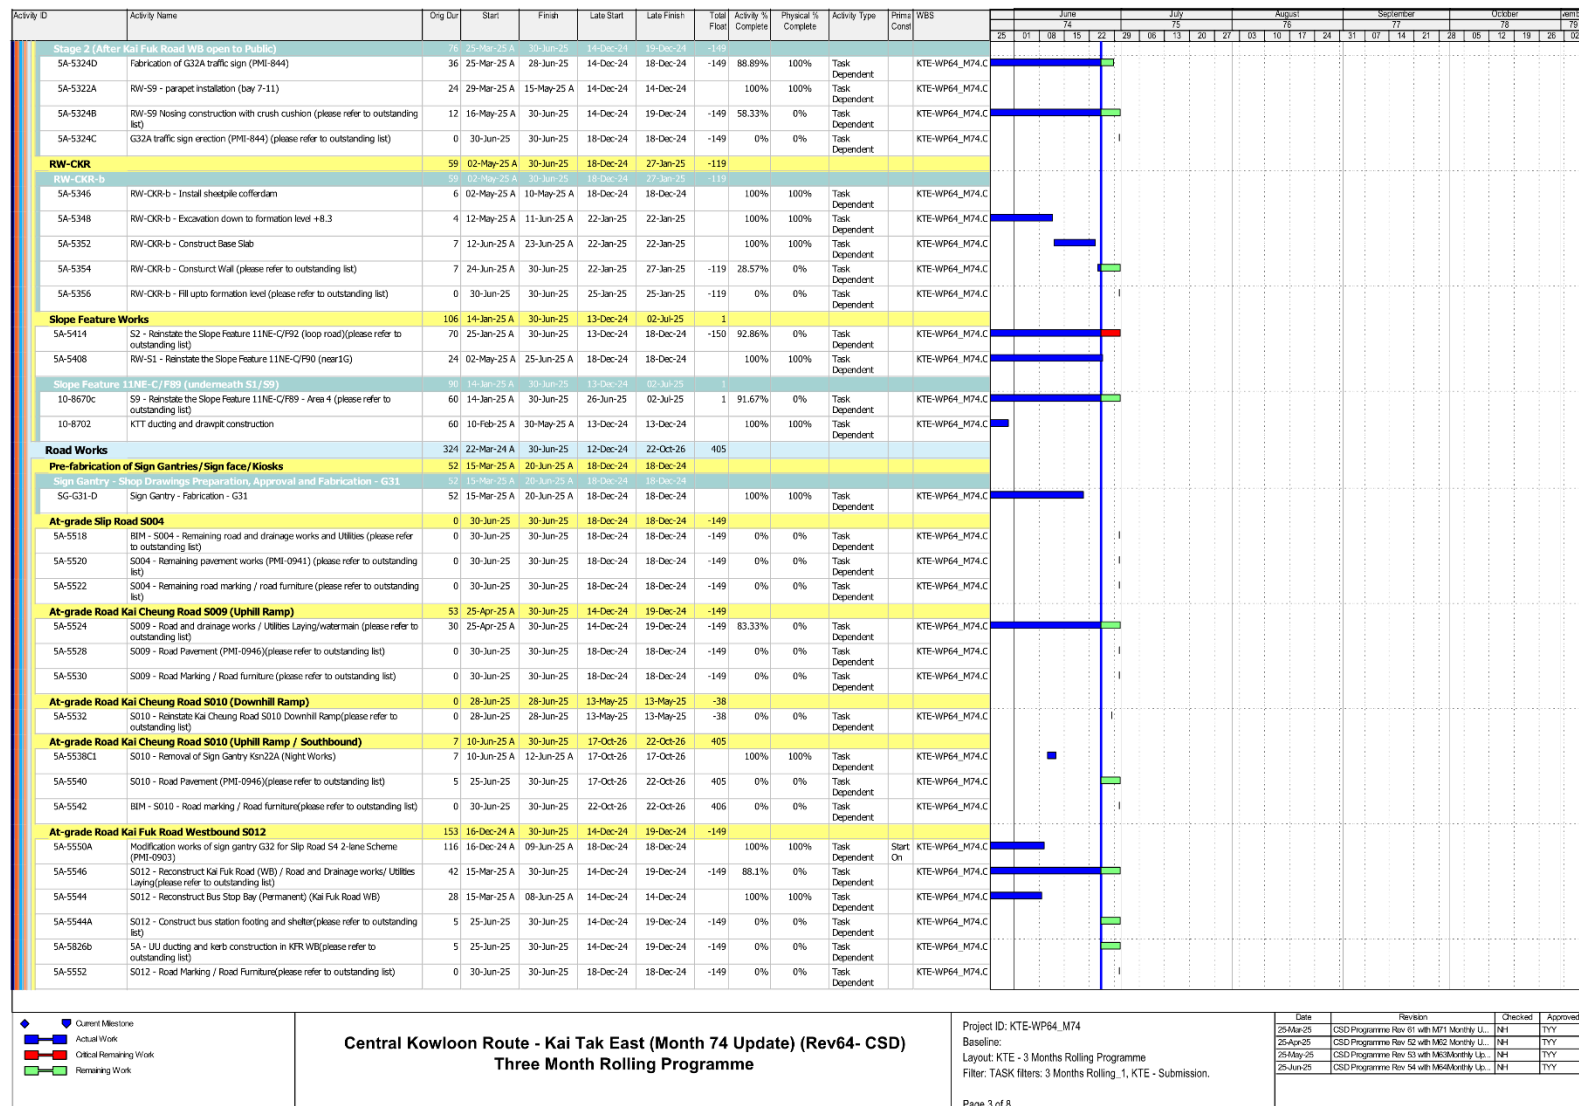 Activity ID Activity Name Orig Dur Start Finish Late Start Late Finish Total Float Activity % Complete Physical % Complete Activity Type Prima Const WBS
June July August September October
74 75 76 77 78 79
25 01 08 15 22 29 06 13 20 27 03 10 17 24 31 07 14 21 28 05 12 19 26 02
Stage 2 (After Kai Fuk Road WB open to Public) 76 25-Mar-25 A 30-Jun-25 14-Dec-24 19-Dec-24 -149
5A-5324D Fabrication of G32A traffic sign (PMI-844) 36 25-Mar-25 A 28-Jun-25 14-Dec-24 18-Dec-24 -149 88.89% 100% Task Dependent KTE-WP64_M74.C
5A-5322A RW-S9 - parapet installation (bay 7-11) 24 29-Mar-25 A 15-May-25 A 14-Dec-24 14-Dec-24 100% 100% Task Dependent KTE-WP64_M74.C
5A-5324B RW-S9 Nosing construction with crush cushion (please refer to outstanding list) 12 16-May-25 A 30-Jun-25 14-Dec-24 19-Dec-24 -149 58.33% 0% Task Dependent KTE-WP64_M74.C
5A-5324C G32A traffic sign erection (PMI-844) (please refer to outstanding list) 0 30-Jun-25 30-Jun-25 18-Dec-24 18-Dec-24 -149 0% 0% Task Dependent KTE-WP64_M74.C
RW-CKR 59 02-May-25 A 30-Jun-25 18-Dec-24 27-Jan-25 -119
RW-CKR-b 59 02-May-25 A 30-Jun-25 18-Dec-24 27-Jan-25 -119
5A-5346 RW-CKR-b - Install sheetpile cofferdam 6 02-May-25 A 10-May-25 A 18-Dec-24 18-Dec-24 100% 100% Task Dependent KTE-WP64_M74.C
5A-5348 RW-CKR-b - Excavation down to formation level +8.3 4 12-May-25 A 11-Jun-25 A 22-Jan-25 22-Jan-25 100% 100% Task Dependent KTE-WP64_M74.C
5A-5352 RW-CKR-b - Construct Base Slab 7 12-Jun-25 A 23-Jun-25 A 22-Jan-25 22-Jan-25 100% 100% Task Dependent KTE-WP64_M74.C
5A-5354 RW-CKR-b - Consturct Wall (please refer to outstanding list) 7 24-Jun-25 A 30-Jun-25 22-Jan-25 27-Jan-25 -119 28.57% 0% Task Dependent KTE-WP64_M74.C
5A-5356 RW-CKR-b - Fill upto formation level (please refer to outstanding list) 0 30-Jun-25 30-Jun-25 25-Jan-25 25-Jan-25 -119 0% 0% Task Dependent KTE-WP64_M74.C
Slope Feature Works 106 14-Jan-25 A 30-Jun-25 13-Dec-24 02-Jul-25 1
5A-5414 S2 - Reinstate the Slope Feature 11NE-C/F92 (loop road)(please refer to outstanding list) 70 25-Jan-25 A 30-Jun-25 13-Dec-24 18-Dec-24 -150 92.86% 0% Task Dependent KTE-WP64_M74.C
5A-5408 RW-S1 - Reinstate the Slope Feature 11NE-C/F90 (near1G) 24 02-May-25 A 25-Jun-25 A 18-Dec-24 18-Dec-24 100% 100% Task Dependent KTE-WP64_M74.C
Slope Feature 11NE-C/F89 (underneath S1/S9) 90 14-Jan-25 A 30-Jun-25 13-Dec-24 02-Jul-25 1
10-8670c S9 - Reinstate the Slope Feature 11NE-C/F89 - Area 4 (please refer to outstanding list) 60 14-Jan-25 A 30-Jun-25 26-Jun-25 02-Jul-25 1 91.67% 0% Task Dependent KTE-WP64_M74.C
10-8702 KTT ducting and drawpit construction 60 10-Feb-25 A 30-May-25 A 13-Dec-24 13-Dec-24 100% 100% Task Dependent KTE-WP64_M74.C
Road Works 324 22-Mar-24 A 30-Jun-25 12-Dec-24 22-Oct-26 405
Pre-fabrication of Sign Gantries/Sign face/Kiosks 52 15-Mar-25 A 20-Jun-25 A 18-Dec-24 18-Dec-24
Sign Gantry - Shop Drawings Preparation, Approval and Fabrication - G31 52 15-Mar-25 A 20-Jun-25 A 18-Dec-24 18-Dec-24
SG-G31-D Sign Gantry - Fabrication - G31 52 15-Mar-25 A 20-Jun-25 A 18-Dec-24 18-Dec-24 100% 100% Task Dependent KTE-WP64_M74.C
At-grade Slip Road S004 0 30-Jun-25 30-Jun-25 18-Dec-24 18-Dec-24 -149
5A-5518 BIM - S004 - Remaining road and drainage works and Utilities (please refer to outstanding list) 0 30-Jun-25 30-Jun-25 18-Dec-24 18-Dec-24 -149 0% 0% Task Dependent KTE-WP64_M74.C
5A-5520 S004 - Remaining pavement works (PMI-0941) (please refer to outstanding list) 0 30-Jun-25 30-Jun-25 18-Dec-24 18-Dec-24 -149 0% 0% Task Dependent KTE-WP64_M74.C
5A-5522 S004 - Remaining road marking / road furniture (please refer to outstanding list) 0 30-Jun-25 30-Jun-25 18-Dec-24 18-Dec-24 -149 0% 0% Task Dependent KTE-WP64_M74.C
At-grade Road Kai Cheung Road S009 (Uphill Ramp) 53 25-Apr-25 A 30-Jun-25 14-Dec-24 19-Dec-24 -149
5A-5524 S009 - Road and drainage works / Utilities Laying/watermain (please refer to outstanding list) 30 25-Apr-25 A 30-Jun-25 14-Dec-24 19-Dec-24 -149 83.33% 0% Task Dependent KTE-WP64_M74.C
5A-5528 S009 - Road Pavement (PMI-0946)(please refer to outstanding list) 0 30-Jun-25 30-Jun-25 18-Dec-24 18-Dec-24 -149 0% 0% Task Dependent KTE-WP64_M74.C
5A-5530 S009 - Road Marking / Road furniture (please refer to outstanding list) 0 30-Jun-25 30-Jun-25 18-Dec-24 18-Dec-24 -149 0% 0% Task Dependent KTE-WP64_M74.C
At-grade Road Kai Cheung Road S010 (Downhill Ramp) 0 28-Jun-25 28-Jun-25 13-May-25 13-May-25 -38
5A-5532 S010 - Reinstate Kai Cheung Road S010 Downhill Ramp(please refer to outstanding list) 0 28-Jun-25 28-Jun-25 13-May-25 13-May-25 -38 0% 0% Task Dependent KTE-WP64_M74.C
At-grade Road Kai Cheung Road S010 (Uphill Ramp / Southbound) 7 10-Jun-25 A 30-Jun-25 17-Oct-26 22-Oct-26 405
5A-5538C1 S010 - Removal of Sign Gantry Ksn22A (Night Works) 7 10-Jun-25 A 12-Jun-25 A 17-Oct-26 17-Oct-26 100% 100% Task Dependent KTE-WP64_M74.C
5A-5540 S010 - Road Pavement (PMI-0946)(please refer to outstanding list) 5 25-Jun-25 30-Jun-25 17-Oct-26 22-Oct-26 405 0% 0% Task Dependent KTE-WP64_M74.C
5A-5542 BIM - S010 - Road marking / Road furniture(please refer to outstanding list) 0 30-Jun-25 30-Jun-25 22-Oct-26 22-Oct-26 406 0% 0% Task Dependent KTE-WP64_M74.C
At-grade Road Kai Fuk Road Westbound S012 153 16-Dec-24 A 30-Jun-25 14-Dec-24 19-Dec-24 -149
5A-5550A Modification works of sign gantry G32 for Slip Road S4 2-lane Scheme (PMI-0903) 116 16-Dec-24 A 09-Jun-25 A 18-Dec-24 18-Dec-24 100% 100% Task Dependent Start On KTE-WP64_M74.C
5A-5546 S012 - Reconstruct Kai Fuk Road (WB) / Road and Drainage works/ Utilities Laying(please refer to outstanding list) 42 15-Mar-25 A 30-Jun-25 14-Dec-24 19-Dec-24 -149 88.1% 0% Task Dependent KTE-WP64_M74.C
5A-5544 S012 - Reconstruct Bus Stop Bay (Permanent) (Kai Fuk Road WB) 28 15-Mar-25 A 08-Jun-25 A 14-Dec-24 14-Dec-24 100% 100% Task Dependent KTE-WP64_M74.C
5A-5544A S012 - Construct bus station footing and shelter(please refer to outstanding list) 5 25-Jun-25 30-Jun-25 14-Dec-24 19-Dec-24 -149 0% 0% Task Dependent KTE-WP64_M74.C
5A-5826b 5A - UU ducting and kerb construction in KFR WB(please refer to outstanding list) 5 25-Jun-25 30-Jun-25 14-Dec-24 19-Dec-24 -149 0% 0% Task Dependent KTE-WP64_M74.C
5A-5552 S012 - Road Marking / Road Furniture(please refer to outstanding list) 0 30-Jun-25 30-Jun-25 18-Dec-24 18-Dec-24 -149 0% 0% Task Dependent KTE-WP64_M74.C
Current Milestone
Actual Work
Critical Remaining Work
Remaining Work
Central Kowloon Route - Kai Tak East (Month 74 Update) (Rev64- CSD)
Three Month Rolling Programme
Project ID: KTE-WP64_M74
Baseline:
Layout: KTE - 3 Months Rolling Programme
Filter: TASK filters: 3 Months Rolling_1, KTE - Submission.
Page 3 of 8
Date Revision Checked Approved
25-Mar-25 CSD Programme Rev 61 with M71 Monthly U... NH TYY
25-Apr-25 CSD Programme Rev 52 with M62 Monthly U... NH TYY
25-May-25 CSD Programme Rev 53 with M63Monthly Up... NH TYY
25-Jun-25 CSD Programme Rev 54 with M64Monthly Up... NH TYY